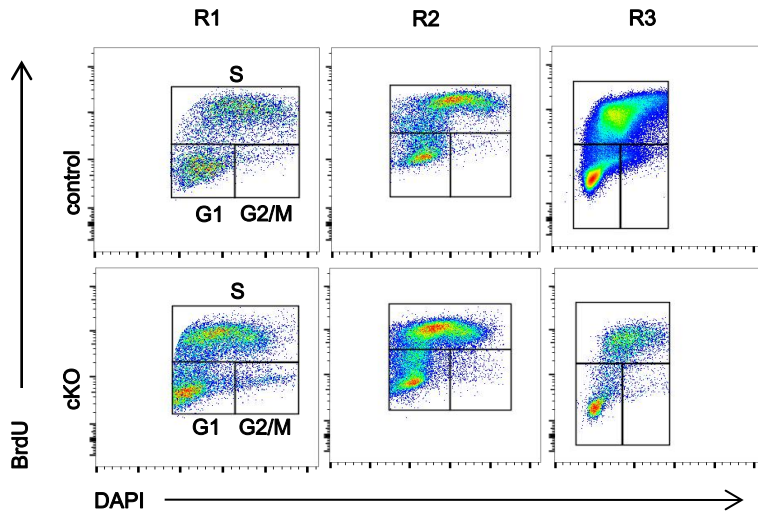 R1 R2 R3
S
control
G1 G2/M
S
cKO
G1 G2/M
BrdU
DAPI